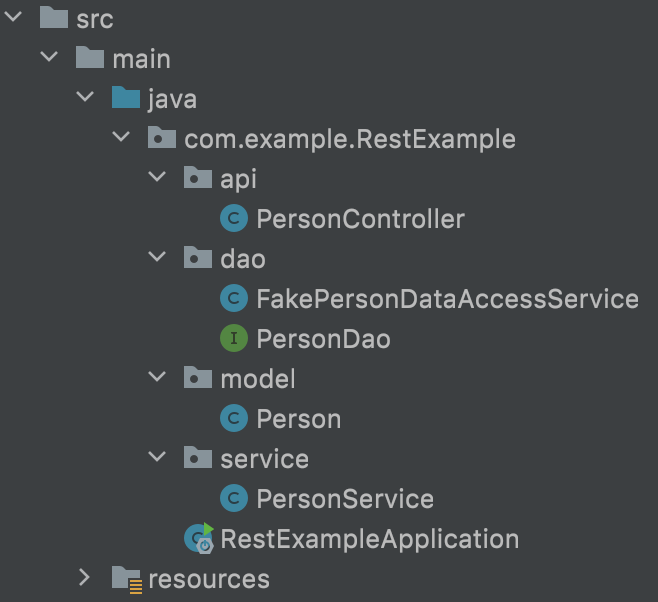 src
main
java
com.example.RestExample
api
C PersonController
dao
C FakePersonDataAccessService
I PersonDao
model
C Person
service
C PersonService
C RestExampleApplication
resources